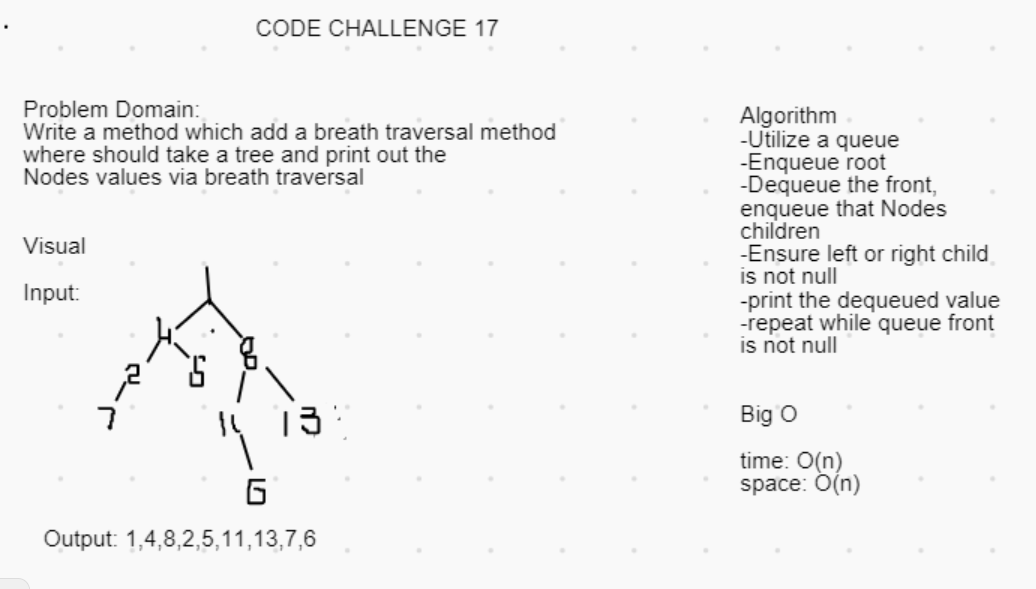 CODE CHALLENGE 17
Problem Domain:
Write a method which add a breath traversal method
where should take a tree and print out the
Nodes values via breath traversal
Visual
Input:
1
4
8
2
5
11
13
7
6
Output: 1,4,8,2,5,11,13,7,6
Algorithm
-Utilize a queue
-Enqueue root
-Dequeue the front,
enqueue that Nodes
children
-Ensure left or right child
is not null
-print the dequeued value
-repeat while queue front
is not null
Big O
time: O(n)
space: O(n)